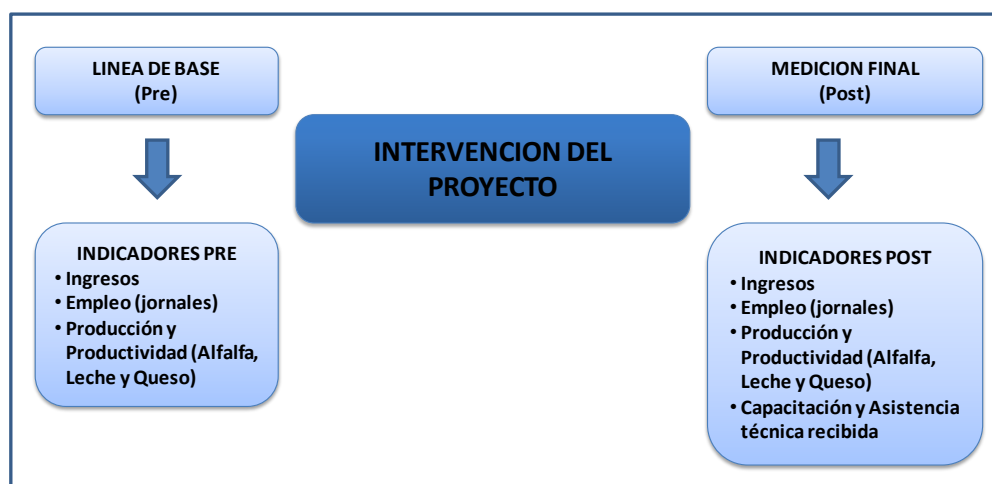 LINEA DE BASE
(Pre)
INDICADORES PRE
• Ingresos
• Empleo (jornales)
• Producción y
Productividad (Alfalfa,
Leche y Queso)
INTERVENCION DEL
PROYECTO
MEDICION FINAL
(Post)
INDICADORES POST
• Ingresos
• Empleo (jornales)
• Producción y
Productividad (Alfalfa,
Leche y Queso)
• Capacitación y Asistencia
técnica recibida